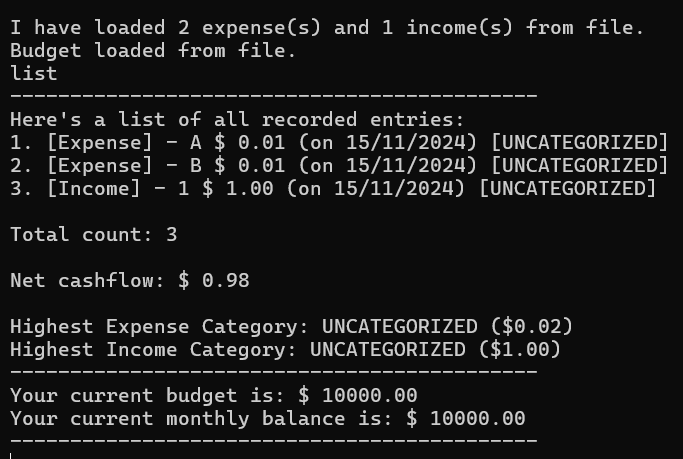 I have loaded 2 expense(s) and 1 income(s) from file.
Budget loaded from file.
list
--------------------------------------------
Here's a list of all recorded entries:
1. [Expense] - A $ 0.01 (on 15/11/2024) [UNCATEGORIZED]
2. [Expense] - B $ 0.01 (on 15/11/2024) [UNCATEGORIZED]
3. [Income] - 1 $ 1.00 (on 15/11/2024) [UNCATEGORIZED]
Total count: 3
Net cashflow: $ 0.98
Highest Expense Category: UNCATEGORIZED ($0.02)
Highest Income Category: UNCATEGORIZED ($1.00)
--------------------------------------------
Your current budget is: $ 10000.00
Your current monthly balance is: $ 10000.00
--------------------------------------------